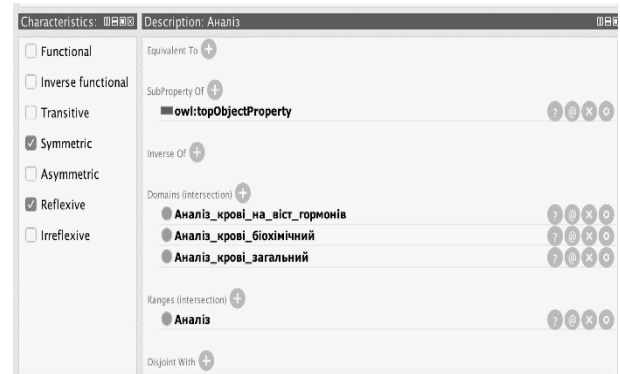 Characteristics:
Functional
Inverse functional
Transitive
Symmetric
Asymmetric
Reflexive
Irreflexive
Description: Аналіз
Equivalent To
SubProperty Of
owl:topObjectProperty
Inverse Of
Domains (intersection)
Аналіз_крові_на_віст_гормонів
Аналіз_крові_біохімічний
Аналіз_крові_загальний
Ranges (intersection)
Аналіз
Disjoint With